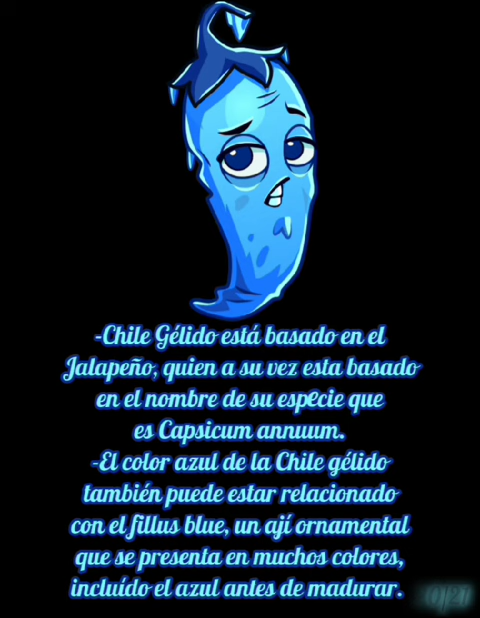 -Chile Gélido está basado en el
Jalapeño, quien a su vez esta basado
en el nombre de su especie que
es Capsicum annuum.
-El color azul de la Chile gélido
también puede estar relacionado
con el fillus blue, un ají ornamental
que se presenta en muchos colores,
incluído el azul antes de madurar.